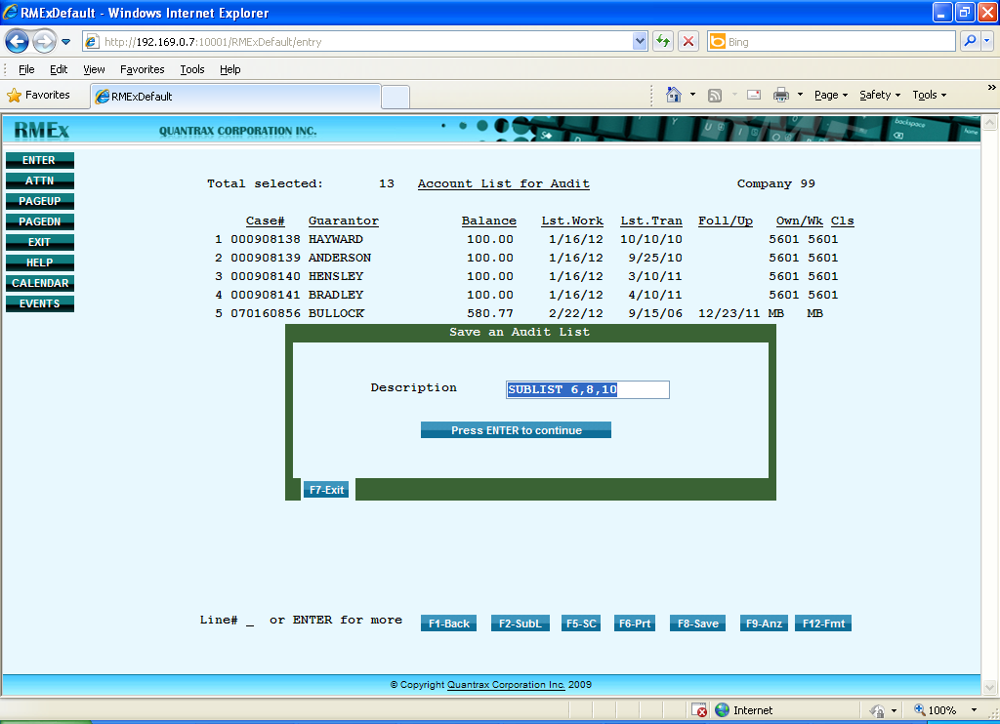 RMExDefault - Windows Internet Explorer
http://192.169.0.7:10001/RMExDefault/entry
Bing
File Edit View Favorites Tools Help
Favorites RMExDefault
Page Safety Tools
RMEx QUANTRAX CORPORATION INC.
backspace
home
ENTER
ATTN
PAGEUP
PAGEDN
EXIT
HELP
CALENDAR
EVENTS
Total selected: 13 Account List for Audit Company 99
Case# Guarantor Balance Lst.Work Lst.Tran Foll/Up Own/Wk Cls
1 000908138 HAYWARD 100.00 1/16/12 10/10/10 5601 5601
2 000908139 ANDERSON 100.00 1/16/12 9/25/10 5601 5601
3 000908140 HENSLEY 100.00 1/16/12 3/10/11 5601 5601
4 000908141 BRADLEY 100.00 1/16/12 4/10/11 5601 5601
5 070160856 BULLOCK 580.77 2/22/12 9/15/06 12/23/11 MB MB
Save an Audit List
Description SUBLIST 6,8,10
Press ENTER to continue
F7-Exit
Line# _ or ENTER for more F1-Back F2-SubL F5-SC F6-Prt F8-Save F9-Anz F12-Fmt
© Copyright Quantrax Corporation Inc. 2009
Internet 100%